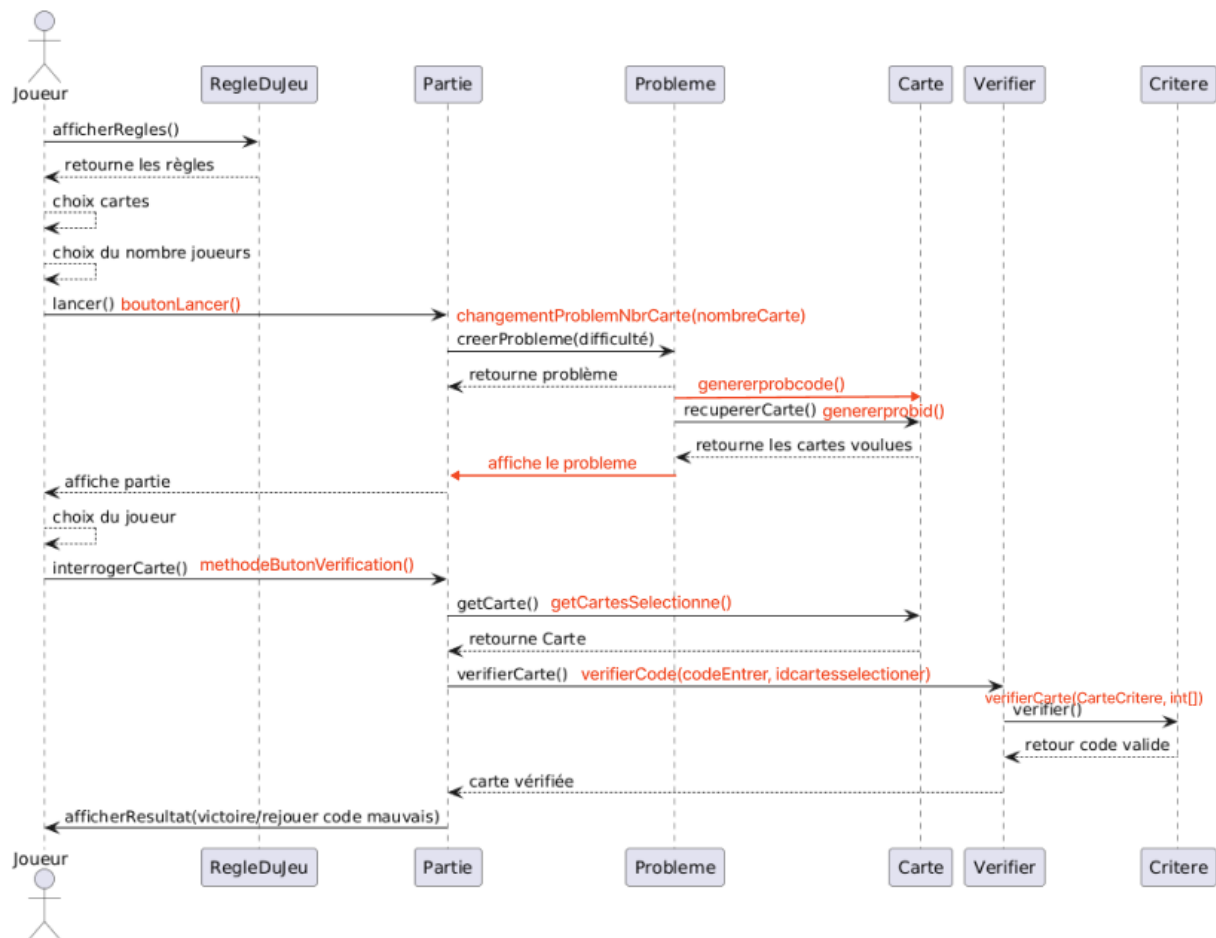 Joueur
RegleDuJeu
Partie
Probleme
Carte
Verifier
Critere
afficherRegles()
retourne les règles
choix cartes
choix du nombre joueurs
lancer() boutonLancer()
changementProblemNbrCarte(nombreCarte)
creerProbleme(difficulté)
retourne problème
genererprobcode()
recupererCarte() genererprobid()
retourne les cartes voulues
affiche le probleme
affiche partie
choix du joueur
interrogerCarte() methodeButonVerification()
getCarte() getCartesSelectionne()
retourne Carte
verifierCarte() verifierCode(codeEntrer, idcartesselectioner)
verifierCarte(CarteCritere, int[])
verifier()
retour code valide
carte vérifiée
afficherResultat(victoire/rejouer code mauvais)
Joueur
RegleDuJeu
Partie
Probleme
Carte
Verifier
Critere